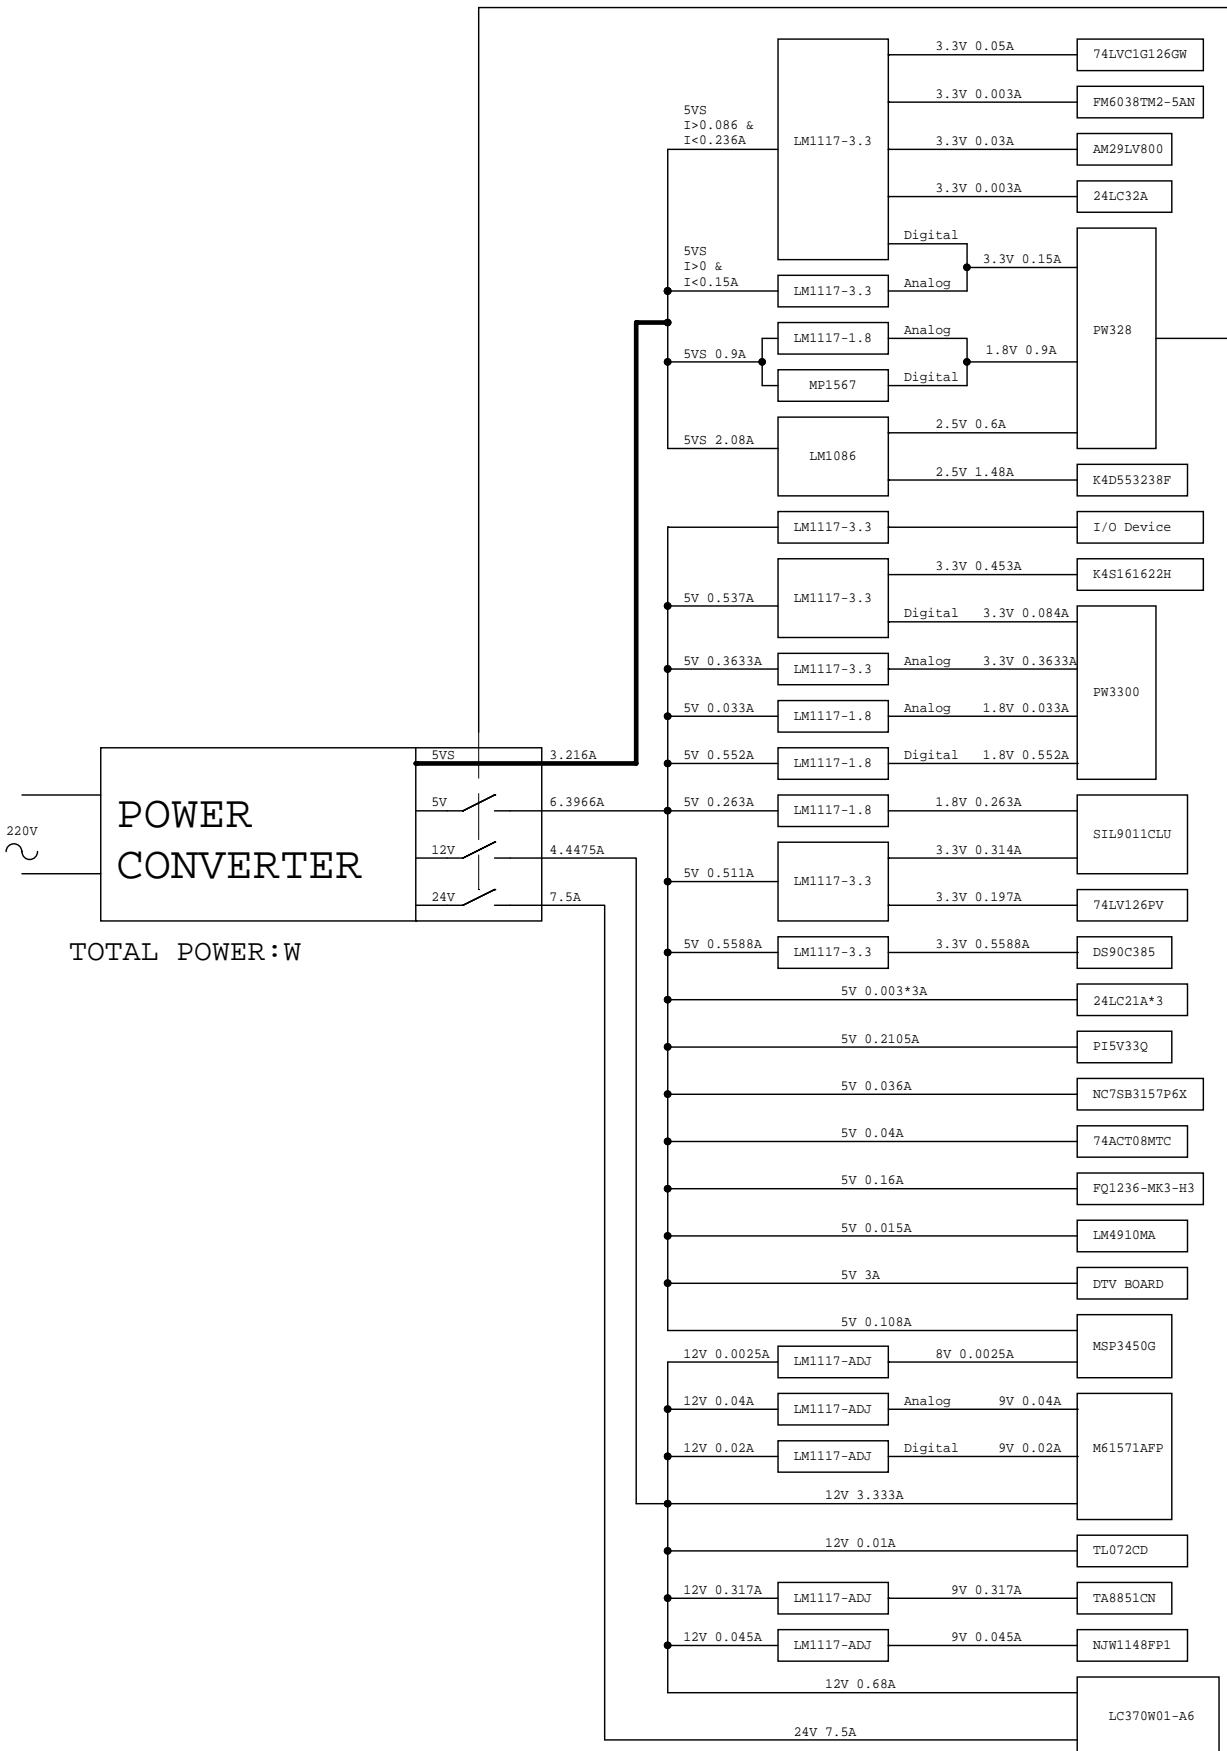 3.3V 0.05A
74LVC1G126GW
3.3V 0.003A
FM6038TM2-5AN
5VS
I>0.086 &
I<0.236A
LM1117-3.3
3.3V 0.03A
AM29LV800
3.3V 0.003A
24LC32A
Digital
5VS
I>0 &
I<0.15A
LM1117-3.3
Analog
3.3V 0.15A
PW328
5VS 0.9A
LM1117-1.8
Analog
MP1567
Digital
1.8V 0.9A
5VS 2.08A
LM1086
2.5V 0.6A
2.5V 1.48A
K4D553238F
LM1117-3.3
I/O Device
5V 0.537A
LM1117-3.3
3.3V 0.453A
K4S161622H
Digital
3.3V 0.084A
5V 0.3633A
LM1117-3.3
Analog
3.3V 0.3633A
PW3300
5V 0.033A
LM1117-1.8
Analog
1.8V 0.033A
5V 0.552A
LM1117-1.8
Digital
1.8V 0.552A
220V
POWER
CONVERTER
5VS
3.216A
5V
6.3966A
12V
4.4475A
24V
7.5A
TOTAL POWER:W
5V 0.263A
LM1117-1.8
1.8V 0.263A
SIL9011CLU
5V 0.511A
LM1117-3.3
3.3V 0.314A
3.3V 0.197A
74LV126PV
5V 0.5588A
LM1117-3.3
3.3V 0.5588A
DS90C385
5V 0.003*3A
24LC21A*3
5V 0.2105A
PI5V33Q
5V 0.036A
NC7SB3157P6X
5V 0.04A
74ACT08MTC
5V 0.16A
FQ1236-MK3-H3
5V 0.015A
LM4910MA
5V 3A
DTV BOARD
5V 0.108A
MSP3450G
12V 0.0025A
LM1117-ADJ
8V 0.0025A
12V 0.04A
LM1117-ADJ
Analog
9V 0.04A
M61571AFP
12V 0.02A
LM1117-ADJ
Digital
9V 0.02A
12V 3.333A
12V 0.01A
TL072CD
12V 0.317A
LM1117-ADJ
9V 0.317A
TA8851CN
12V 0.045A
LM1117-ADJ
9V 0.045A
NJW1148FP1
12V 0.68A
LC370W01-A6
24V 7.5A